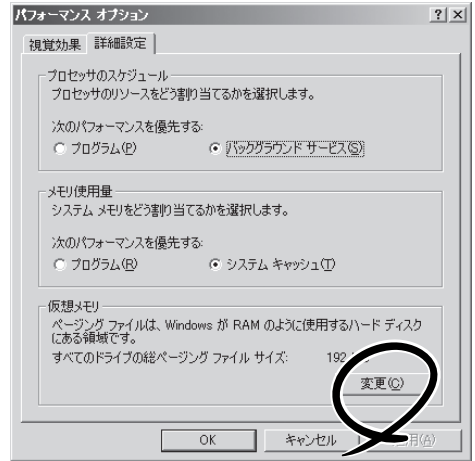 パフォーマンス オプション
視覚効果 詳細設定
プロセッサのスケジュール
プロセッサのリソースをどう割り当てるかを選択します。
次のパフォーマンスを優先する:
プログラム(P) バックグラウンド サービス(S)
メモリ使用量
システム メモリをどう割り当てるかを選択します。
次のパフォーマンスを優先する:
プログラム(R) システム キャッシュ(T)
仮想メモリ
ページング ファイルは、Windows が RAM のように使用するハード ディスク
にある領域です。
すべてのドライブの総ページング ファイル サイズ: 192
変更(C)
OK キャンセル